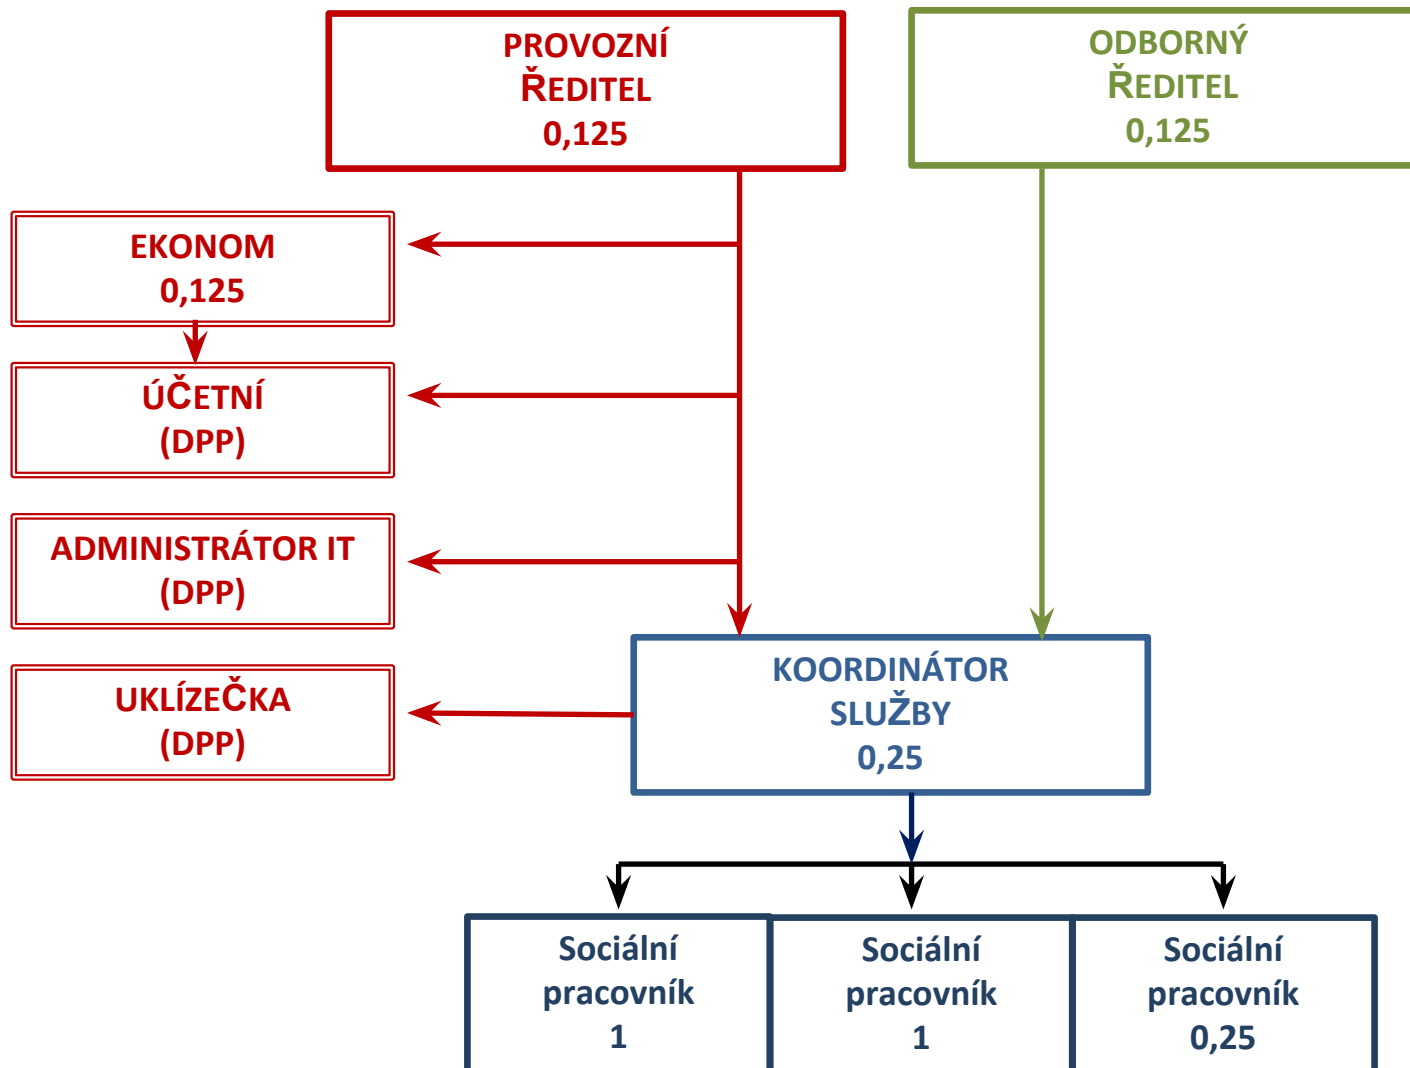 PROVOZNÍ
ŘEDITEL
0,125
ODBORNÝ
ŘEDITEL
0,125
EKONOM
0,125
ÚČETNÍ
(DPP)
ADMINISTRÁTOR IT
(DPP)
UKLÍZEČKA
(DPP)
KOORDINÁTOR
SLUŽBY
0,25
Sociální
pracovník
1
Sociální
pracovník
1
Sociální
pracovník
0,25